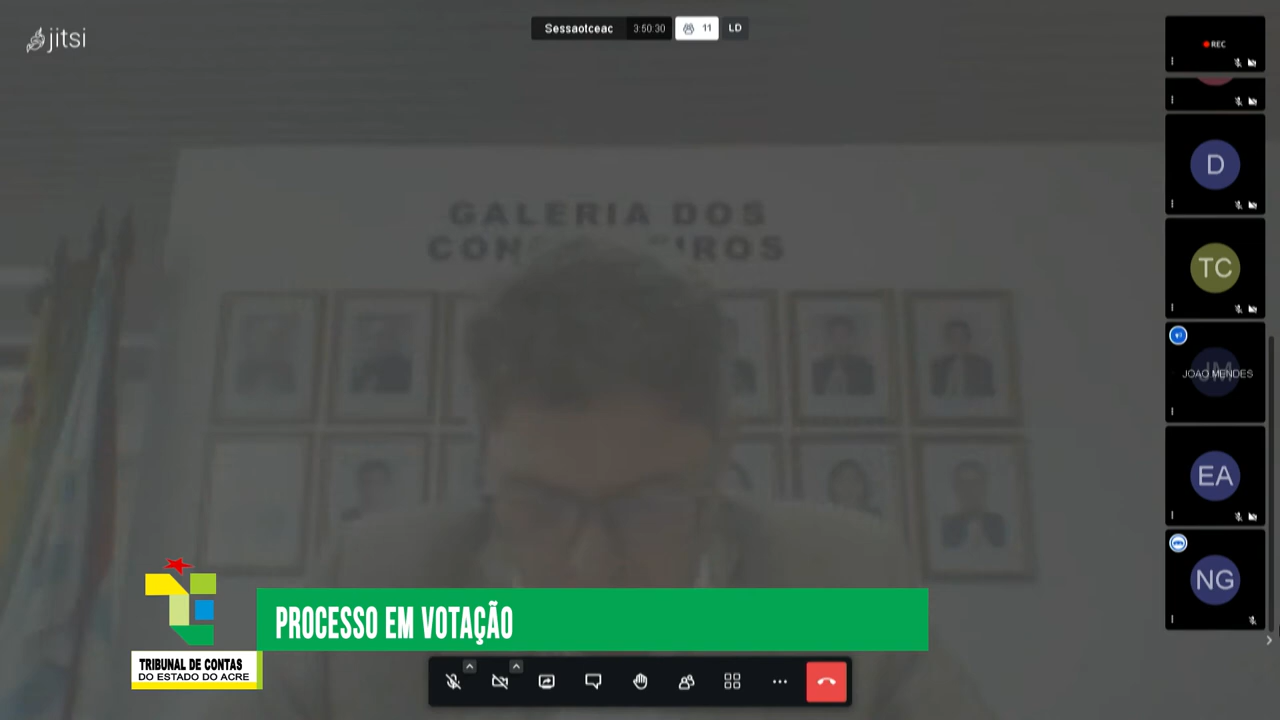 jitsi
Sessaotceac 3:50:30 11 LD
REC
GALERIA DOS
D
TC
JM
JOAO MENDES
EA
NG
PROCESSO EM VOTAÇÃO
TRIBUNAL DE CONTAS
DO ESTADO DO ACRE